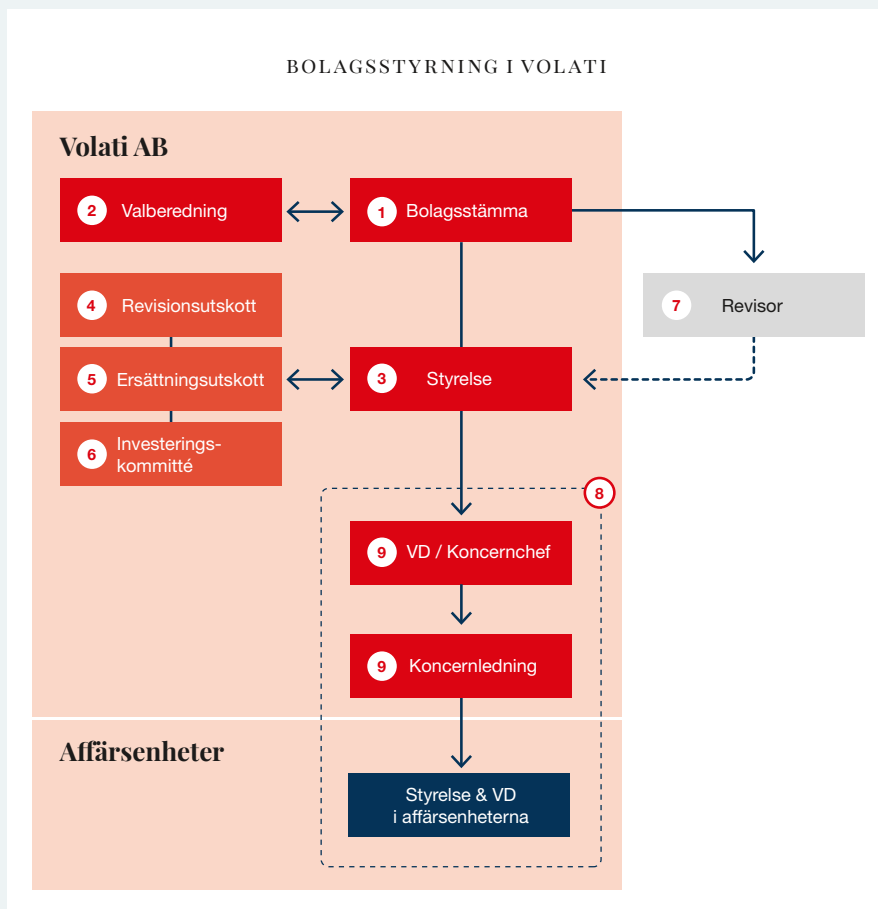 BOLAGSSTYRNING I VOLATI
Volati AB
2 Valberedning
1 Bolagsstämma
4 Revisionsutskott
7 Revisor
5 Ersättningsutskott
3 Styrelse
6 Investerings-
kommitté
8
9 VD / Koncernchef
9 Koncernledning
Affärsenheter
Styrelse & VD
i affärsenheterna